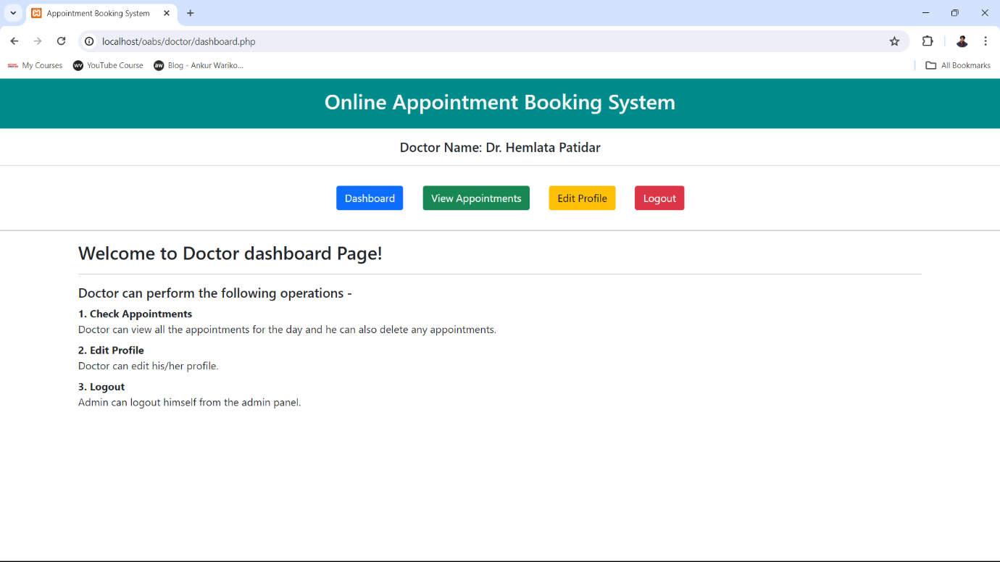 Appointment Booking System
localhost/oabs/doctor/dashboard.php
My Courses YouTube Course Blog - Ankur Wariko... All Bookmarks
Online Appointment Booking System
Doctor Name: Dr. Hemlata Patidar
Dashboard View Appointments Edit Profile Logout
Welcome to Doctor dashboard Page!
Doctor can perform the following operations -
1. Check Appointments
Doctor can view all the appointments for the day and he can also delete any appointments.
2. Edit Profile
Doctor can edit his/her profile.
3. Logout
Admin can logout himself from the admin panel.